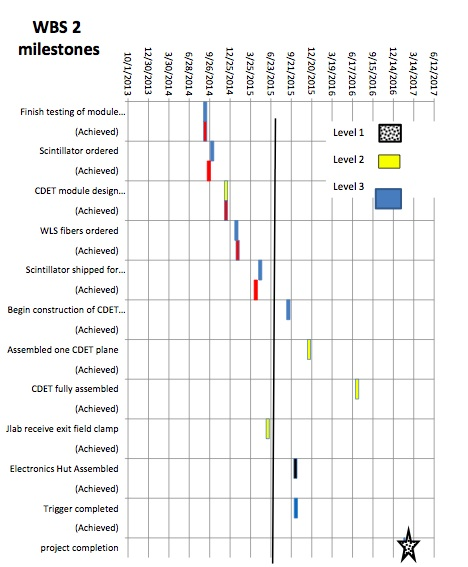 WBS 2
milestones
10/1/2013
12/30/2013
3/30/2014
6/28/2014
9/26/2014
12/25/2014
3/25/2015
6/23/2015
9/21/2015
12/20/2015
3/19/2016
6/17/2016
9/15/2016
12/14/2016
3/14/2017
6/12/2017
Finish testing of module...
(Achieved)
Scintillator ordered
(Achieved)
CDET module design...
(Achieved)
WLS fibers ordered
(Achieved)
Scintillator shipped for...
(Achieved)
Begin construction of CDET...
(Achieved)
Assembled one CDET plane
(Achieved)
CDET fully assembled
(Achieved)
Jlab receive exit field clamp
(Achieved)
Electronics Hut Assembled
(Achieved)
Trigger completed
(Achieved)
project completion
Level 1
Level 2
Level 3